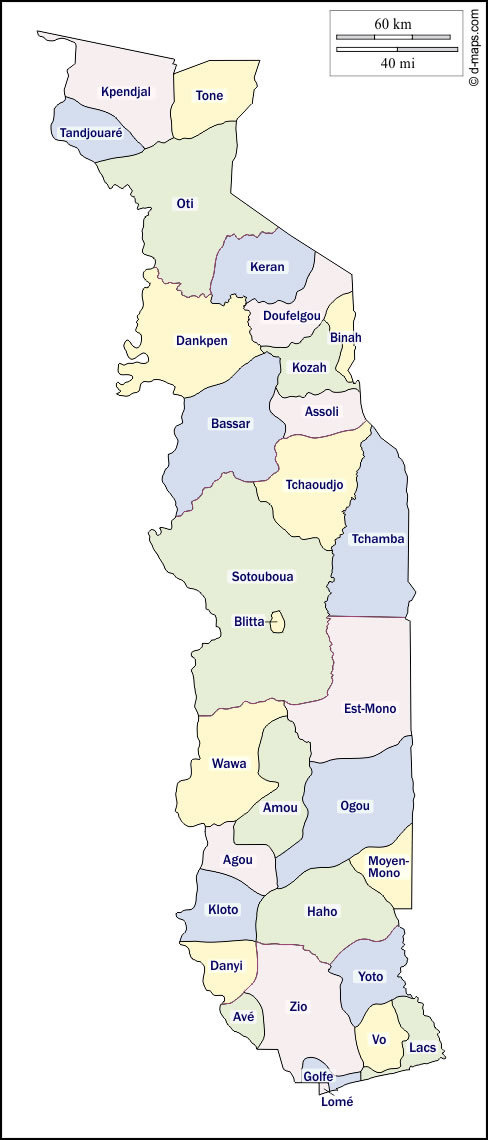 60 km
40 mi
© d-maps.com
Kpendjal
Tone
Tandjouaré
Oti
Keran
Doufelgou
Binah
Dankpen
Kozah
Assoli
Bassar
Tchaoudjo
Tchamba
Sotouboua
Blitta
Est-Mono
Wawa
Amou
Ogou
Agou
Moyen-
Mono
Kloto
Haho
Danyi
Yoto
Avé
Zio
Vo
Lacs
Golfe
Lomé